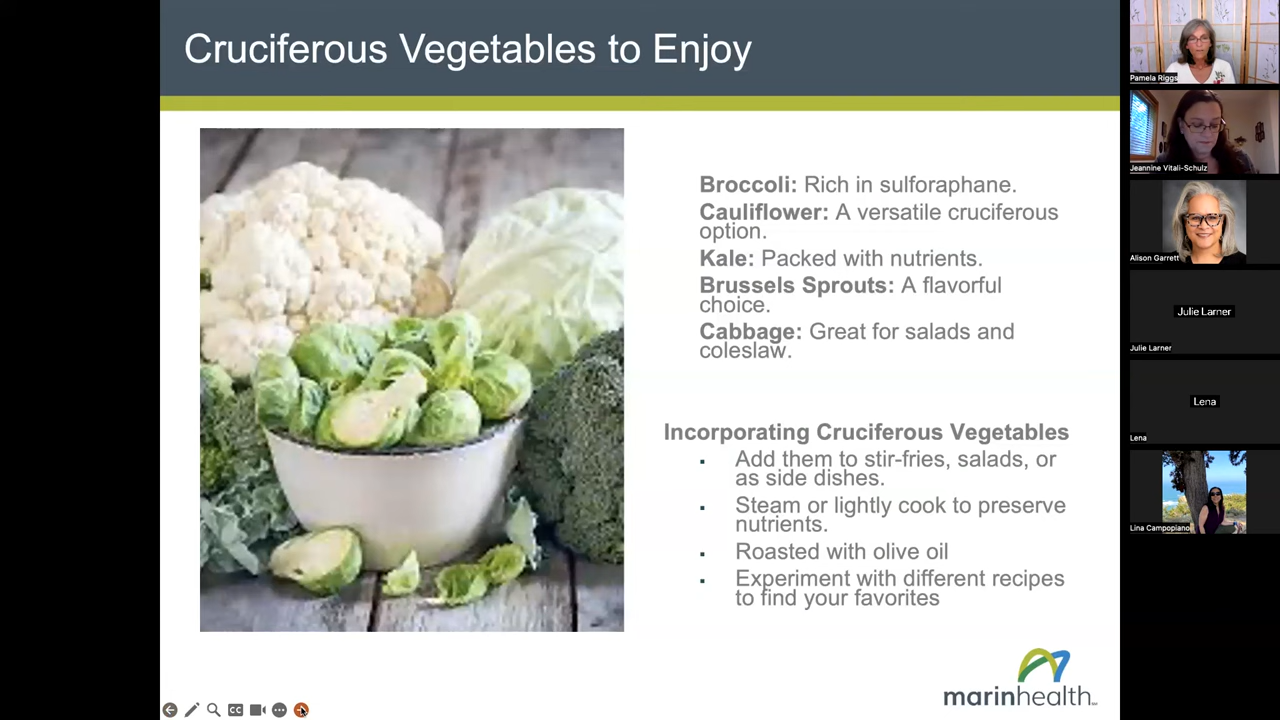 Cruciferous Vegetables to Enjoy
Broccoli: Rich in sulforaphane.
Cauliflower: A versatile cruciferous
option.
Kale: Packed with nutrients.
Brussels Sprouts: A flavorful
choice.
Cabbage: Great for salads and
coleslaw.
Incorporating Cruciferous Vegetables
▪ Add them to stir-fries, salads, or
as side dishes.
▪ Steam or lightly cook to preserve
nutrients.
▪ Roasted with olive oil
▪ Experiment with different recipes
to find your favorites
marinhealth
CC
Pamela Riggs
Jeannine Vitali-Schulz
Alison Garrett
Julie Larner
Julie Larner
Lena
Lena
Lina Campopiano